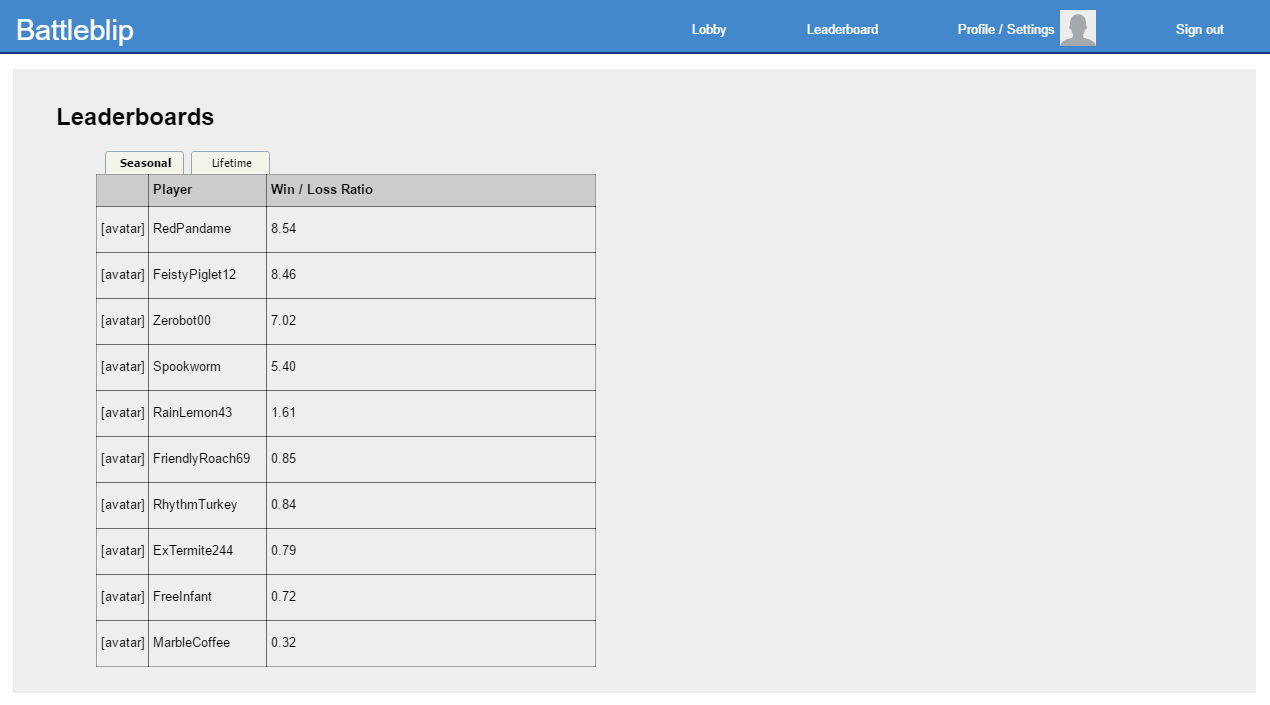 Battleblip
Lobby Leaderboard Profile / Settings Sign out
Leaderboards
Seasonal Lifetime
Player Win / Loss Ratio
[avatar] RedPandame 8.54
[avatar] FeistyPiglet12 8.46
[avatar] Zerobot00 7.02
[avatar] Spookworm 5.40
[avatar] RainLemon43 1.61
[avatar] FriendlyRoach69 0.85
[avatar] RhythmTurkey 0.84
[avatar] ExTermite244 0.79
[avatar] FreeInfant 0.72
[avatar] MarbleCoffee 0.32